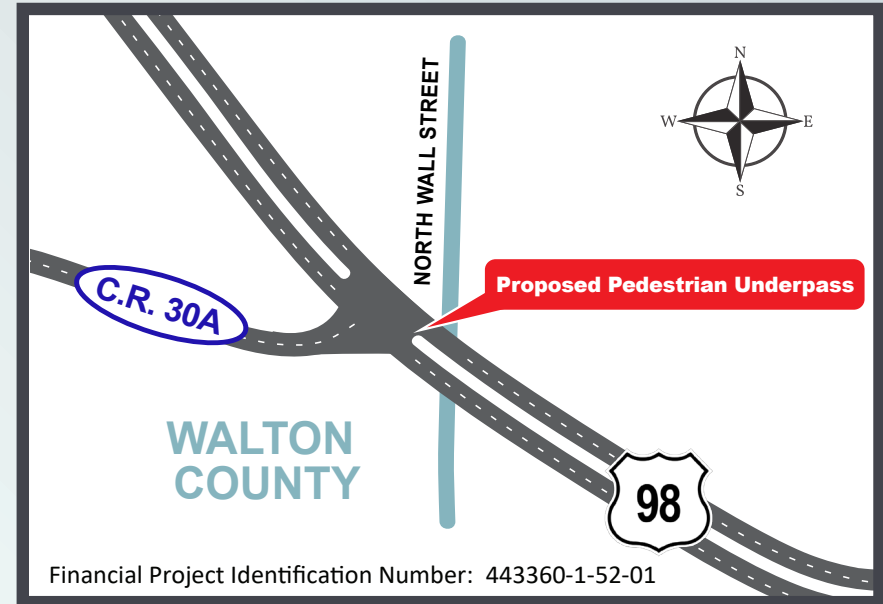 NORTH WALL STREET
N
W
E
S
Proposed Pedestrian Underpass
C.R. 30A
WALTON
COUNTY
98
Financial Project Identification Number: 443360-1-52-01